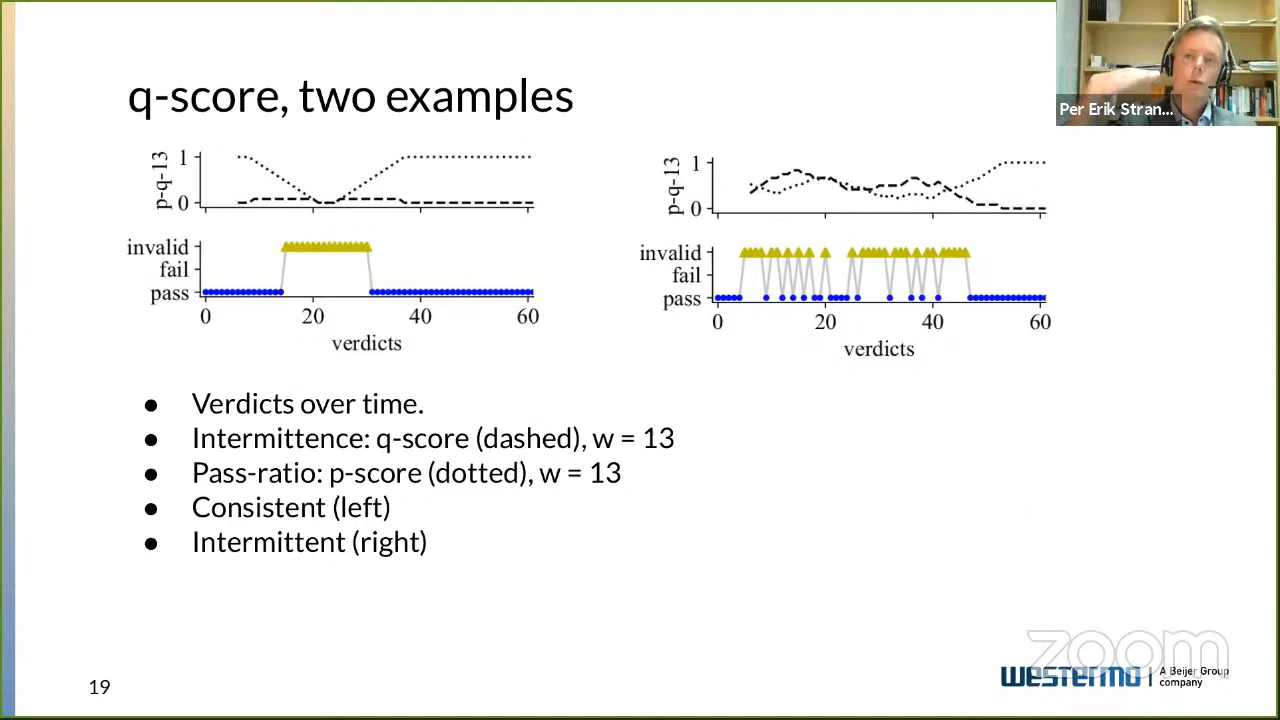 Per Erik Stran...
q-score, two examples
p-q-13
1
0
invalid
fail
pass
0 20 40 60
verdicts
p-q-13
1
0
invalid
fail
pass
0 20 40 60
verdicts
● Verdicts over time.
● Intermittence: q-score (dashed), w = 13
● Pass-ratio: p-score (dotted), w = 13
● Consistent (left)
● Intermittent (right)
zoom
19
westermo
A Beijer Group
company